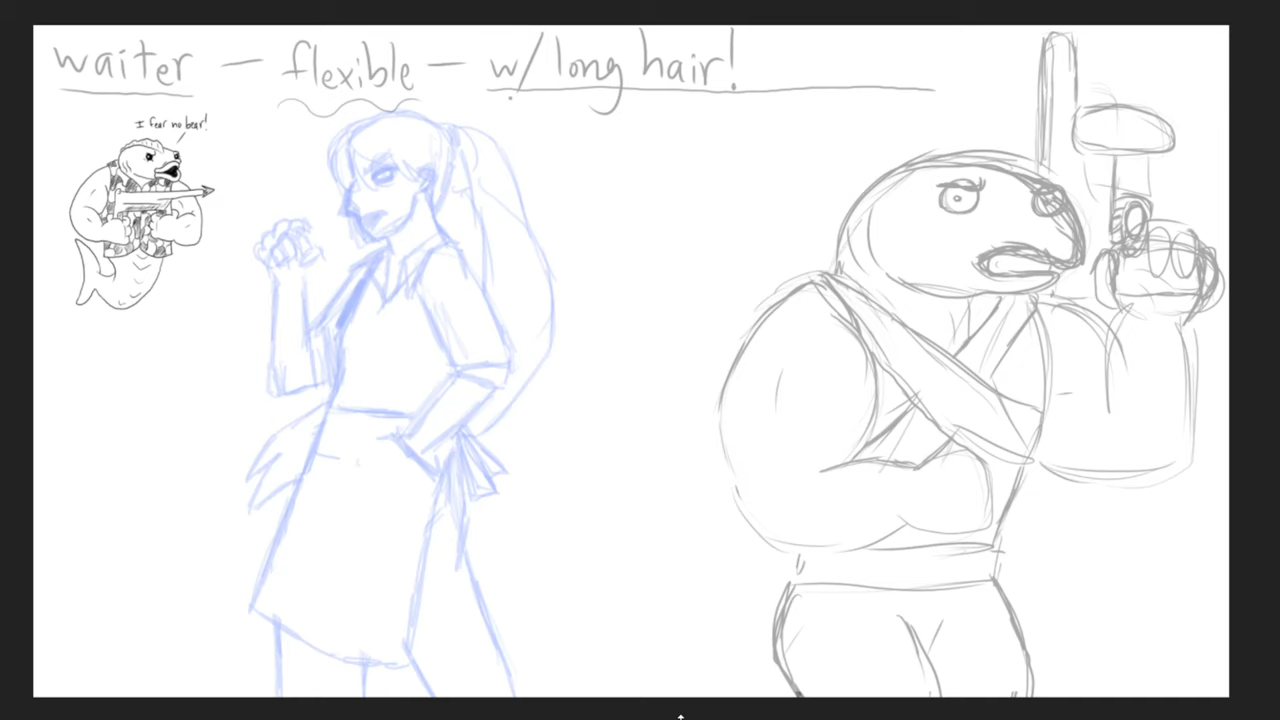 waiter — flexible — w/ long hair!
I fear no bear!